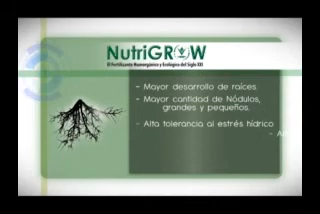 NutriGROW
El Fertilizante Homorgánico y Ecológico del Siglo XXI
- Mayor desarrollo de raíces.
- Mayor cantidad de Nódulos,
grandes y pequeños.
- Alta tolerancia al estrés hídrico
- A